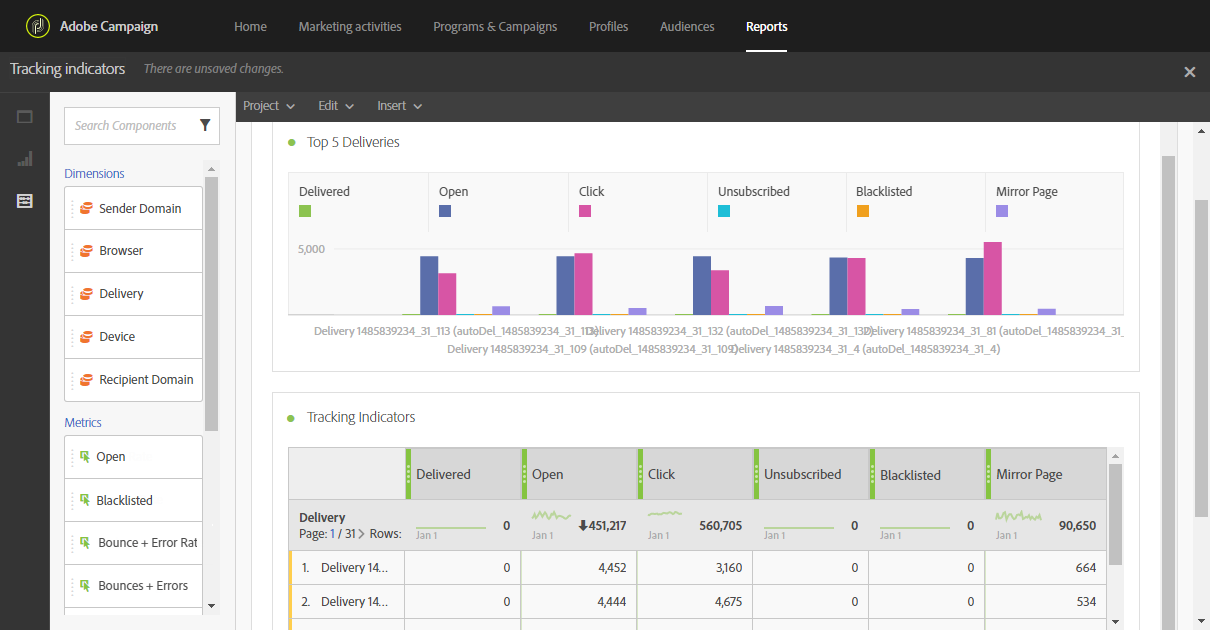 Adobe Campaign Home Marketing activities Programs & Campaigns Profiles Audiences Reports
Tracking indicators There are unsaved changes.
Project Edit Insert
Search Components
Dimensions
Sender Domain
Browser
Delivery
Device
Recipient Domain
Metrics
Open
Blacklisted
Bounce + Error Rat
Bounces + Errors
Top 5 Deliveries
Delivered Open Click Unsubscribed Blacklisted Mirror Page
5,000
Delivery 1485839234_31_113 (autoDel_1485839234_31_113) Delivery 1485839234_31_132 (autoDel_1485839234_31_132) Delivery 1485839234_31_81 (autoDel_1485839234_31_
Delivery 1485839234_31_109 (autoDel_1485839234_31_109) Delivery 1485839234_31_4 (autoDel_1485839234_31_4)
Tracking Indicators
Delivered Open Click Unsubscribed Blacklisted Mirror Page
Delivery 0 451,217 560,705 0 0 90,650
Page: 1 / 31 Rows: Jan 1 Jan 1 Jan 1 Jan 1 Jan 1 Jan 1
1. Delivery 14... 0 4,452 3,160 0 0 664
2. Delivery 14... 0 4,444 4,675 0 0 534